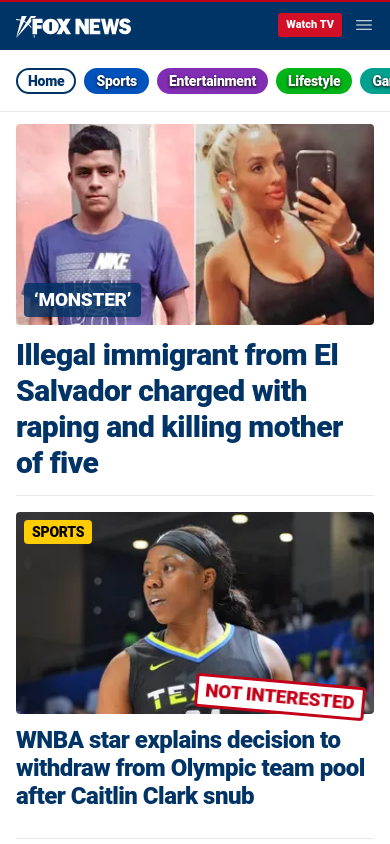 FOX NEWS
Watch TV
Home Sports Entertainment Lifestyle
NIKE
‘MONSTER’
Illegal immigrant from El
Salvador charged with
raping and killing mother
of five
SPORTS
NOT INTERESTED
WNBA star explains decision to
withdraw from Olympic team pool
after Caitlin Clark snub